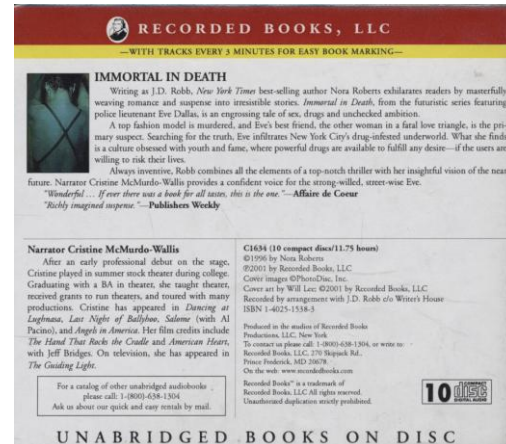 RECORDED BOOKS, LLC
—WITH TRACKS EVERY 3 MINUTES FOR EASY BOOK MARKING—
IMMORTAL IN DEATH
Writing as J.D. Robb, New York Times best-selling author Nora Roberts exhilarates readers by masterfully
weaving romance and suspense into irresistible stories. Immortal in Death, from the futuristic series featuring
police lieutenant Eve Dallas, is an engrossing tale of sex, drugs and unchecked ambition.
A top fashion model is murdered, and Eve's best friend, the other woman in a fatal love triangle, is the pri-
mary suspect. Searching for the truth, Eve infiltrates New York City's drug-infested underworld. What she finds
is a culture obsessed with youth and fame, where powerful drugs are available to fulfill any desire—if the users are
willing to risk their lives.
Always inventive, Robb combines all the elements of a top-notch thriller with her insightful vision of the near
future. Narrator Cristine McMurdo-Wallis provides a confident voice for the strong-willed, street-wise Eve.
"Wonderful ... If ever there was a book for all tastes, this is the one."—Affaire de Coeur
"Richly imagined suspense."—Publishers Weekly
Narrator Cristine McMurdo-Wallis
After an early professional debut on the stage,
Cristine played in summer stock theater during college.
Graduating with a BA in theater, she taught theater,
received grants to run theaters, and toured with many
productions. Cristine has appeared in Dancing at
Lughnasa, Last Night of Ballyhoo, Salome (with Al
Pacino), and Angels in America. Her film credits include
The Hand That Rocks the Cradle and American Heart,
with Jeff Bridges. On television, she has appeared in
The Guiding Light.
For a catalog of other unabridged audiobooks
please call: 1-(800)-638-1304
Ask us about our quick and easy rentals by mail.
C1634 (10 compact discs/11.75 hours)
©1996 by Nora Roberts
℗2001 by Recorded Books, LLC
Cover images ©PhotoDisc, Inc.
Cover art by Will Lee; ©2001 by Recorded Books, LLC
Recorded by arrangement with J.D. Robb c/o Writer's House
ISBN 1-4025-1538-3
Produced in the studios of Recorded Books
Productions, LLC, New York
To contact us please call: 1-(800)-638-1304, or write to:
Recorded Books, LLC, 270 Skipjack Rd.,
Prince Frederick, MD 20678.
On the web: www.recordedbooks.com
Recorded Books® is a trademark of
Recorded Books, LLC All rights reserved.
Unauthorized duplication strictly prohibited.
10 COMPACT
disc
DIGITAL AUDIO
UNABRIDGED BOOKS ON DISC